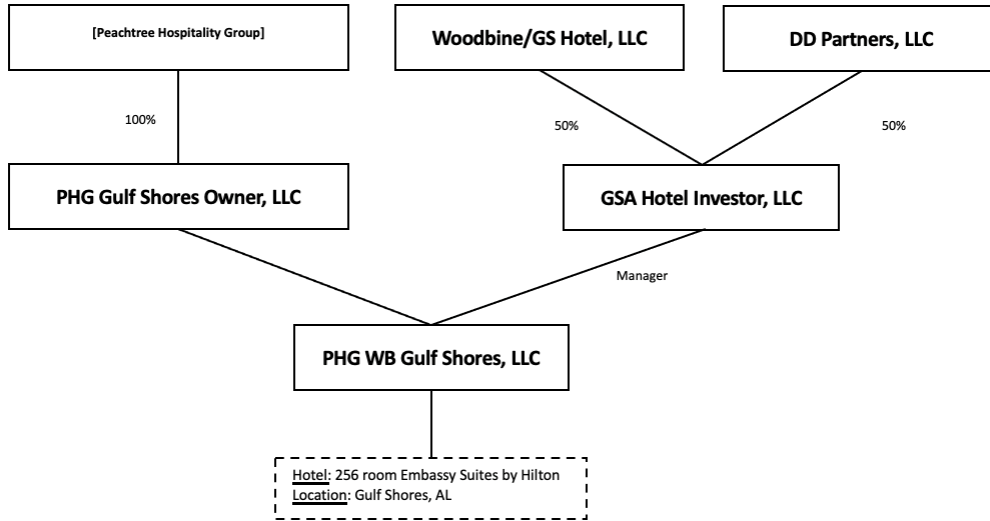 [Peachtree Hospitality Group]
Woodbine/GS Hotel, LLC
DD Partners, LLC
100%
50%
50%
PHG Gulf Shores Owner, LLC
GSA Hotel Investor, LLC
Manager
PHG WB Gulf Shores, LLC
Hotel: 256 room Embassy Suites by Hilton
Location: Gulf Shores, AL